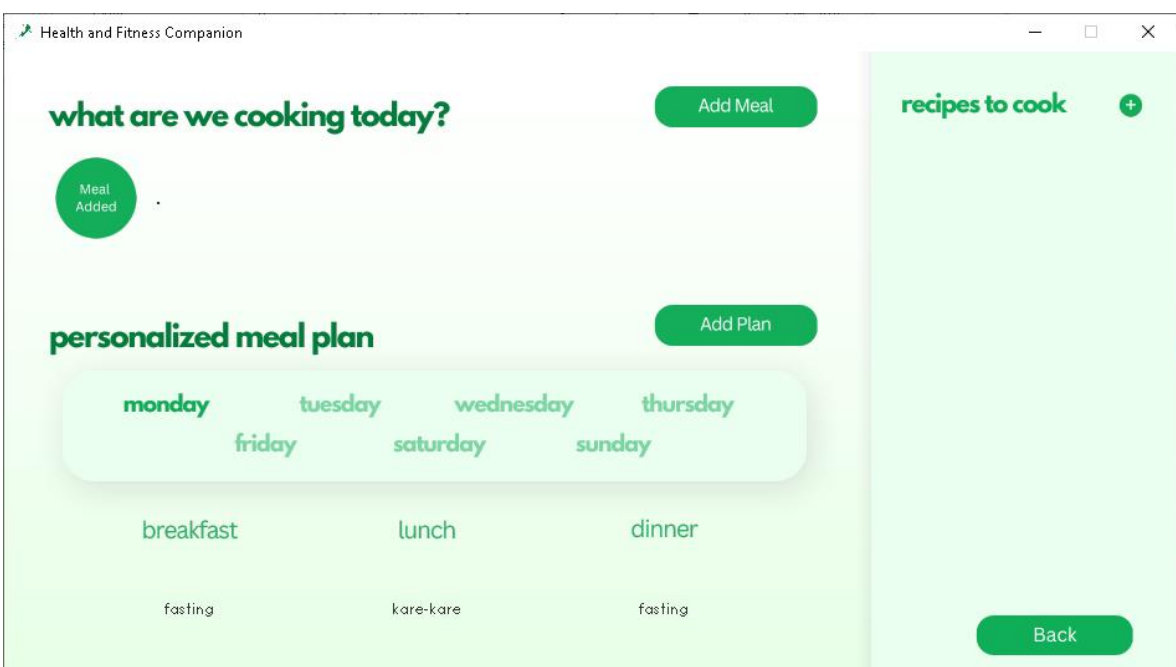 Health and Fitness Companion
what are we cooking today?
Add Meal
Meal
Added
.
personalized meal plan
Add Plan
monday tuesday wednesday thursday
friday saturday sunday
breakfast lunch dinner
fasting kare-kare fasting
recipes to cook
+
Back